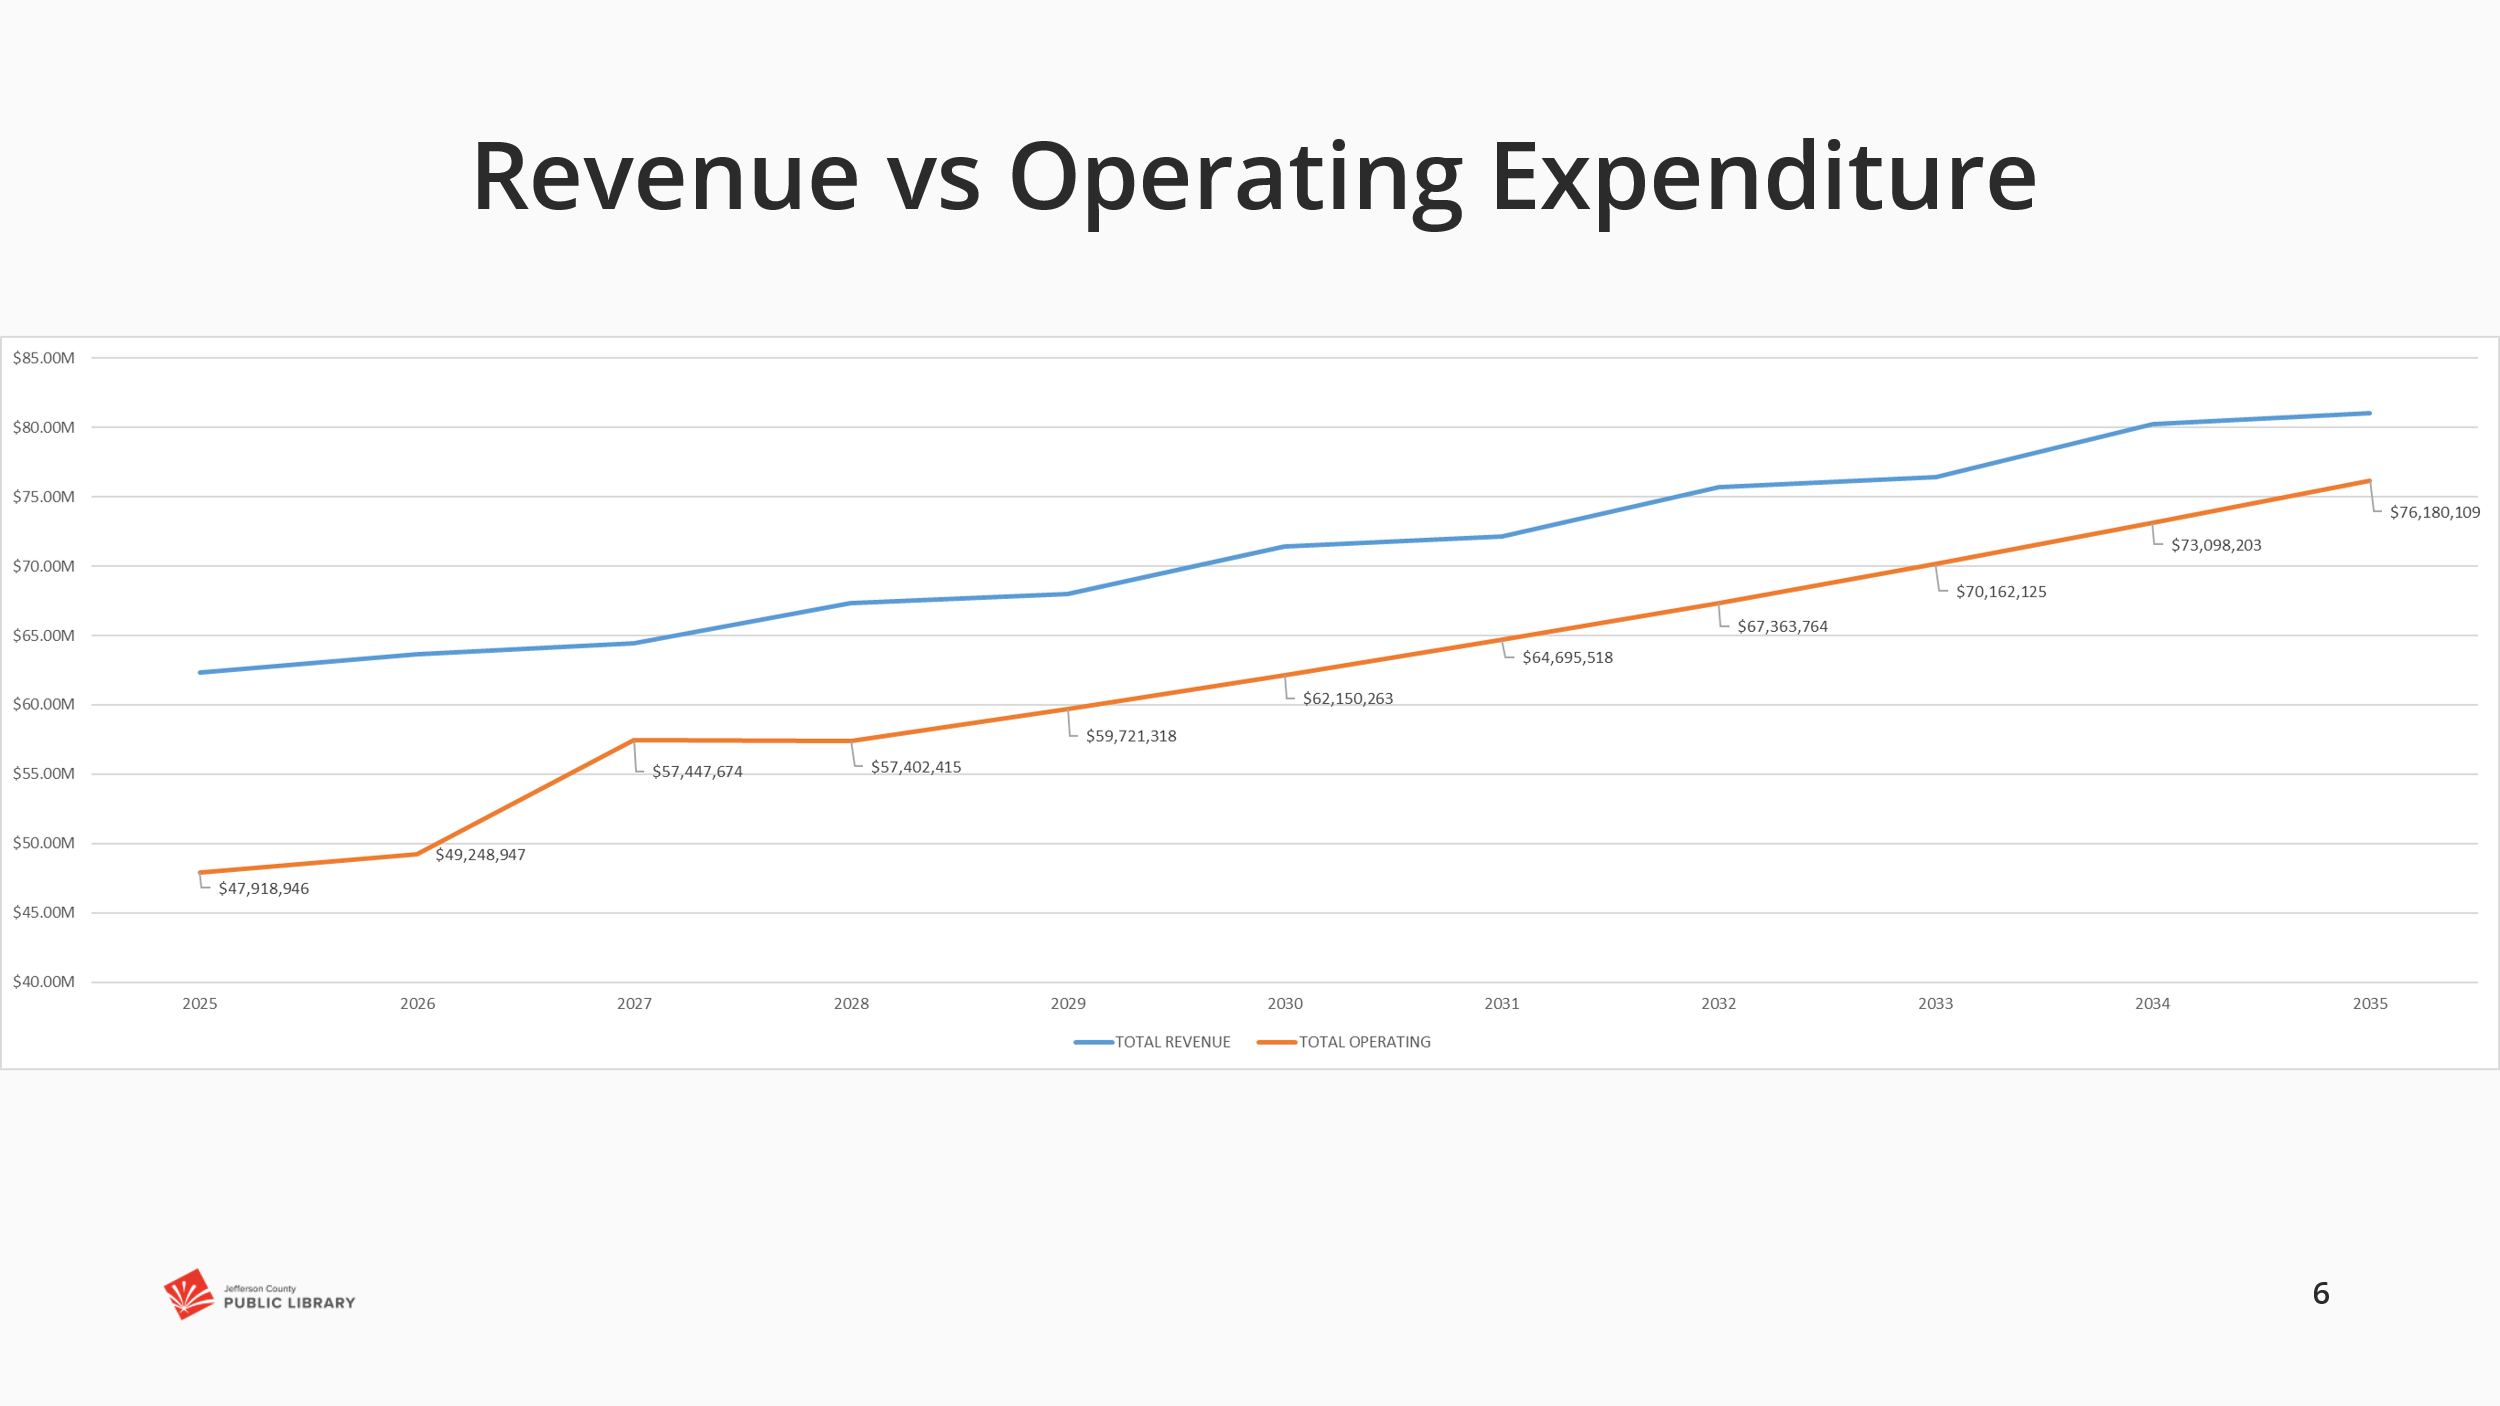 Revenue vs Operating Expenditure
$85.00M
$80.00M
$75.00M
$76,180,109
$73,098,203
$70.00M
$70,162,125
$65.00M
$67,363,764
$64,695,518
$60.00M
$62,150,263
$59,721,318
$55.00M
$57,447,674
$57,402,415
$50.00M
$49,248,947
$47,918,946
$45.00M
$40.00M
2025 2026 2027 2028 2029 2030 2031 2032 2033 2034 2035
TOTAL REVENUE TOTAL OPERATING
Jefferson County
PUBLIC LIBRARY
6